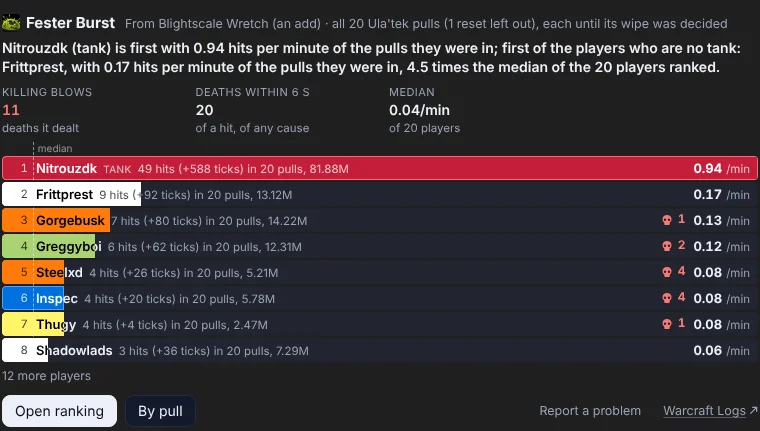 Fester Burst From Blightscale Wretch (an add) · all 20 Ula'tek pulls (1 reset left out), each until its wipe was decided
Nitrouzdk (tank) is first with 0.94 hits per minute of the pulls they were in; first of the players who are no tank:
Frittprest, with 0.17 hits per minute of the pulls they were in, 4.5 times the median of the 20 players ranked.
KILLING BLOWS DEATHS WITHIN 6 S MEDIAN
11 20 0.04/min
deaths it dealt of a hit, of any cause of 20 players
median
1 Nitrouzdk TANK 49 hits (+588 ticks) in 20 pulls, 81.88M 0.94 /min
2 Frittprest 9 hits (+92 ticks) in 20 pulls, 13.12M 0.17 /min
3 Gorgebusk 7 hits (+80 ticks) in 20 pulls, 14.22M 1 0.13 /min
4 Greggyboi 6 hits (+62 ticks) in 20 pulls, 12.31M 2 0.12 /min
5 Steelxd 4 hits (+26 ticks) in 20 pulls, 5.21M 4 0.08 /min
6 Inspec 4 hits (+20 ticks) in 20 pulls, 5.78M 4 0.08 /min
7 Thugy 4 hits (+4 ticks) in 20 pulls, 2.47M 1 0.08 /min
8 Shadowlads 3 hits (+36 ticks) in 20 pulls, 7.29M 0.06 /min
12 more players
Open ranking By pull Report a problem Warcraft Logs ↗